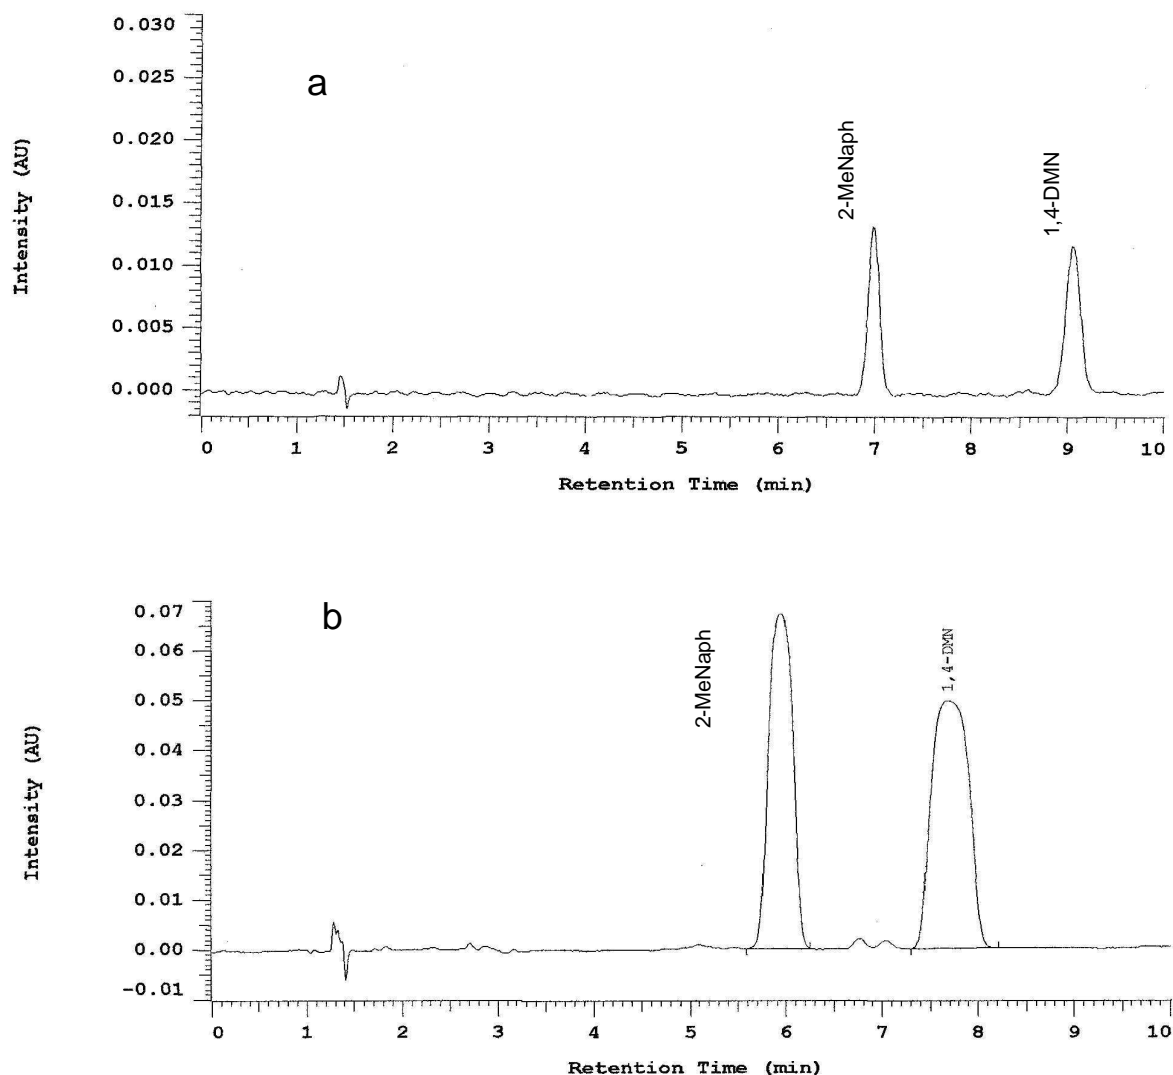 a
Intensity (AU)
0.030
0.025
0.020
0.015
0.010
0.005
0.000
2-MeNaph
1,4-DMN
0 1 2 3 4 5 6 7 8 9 10
Retention Time (min)
b
Intensity (AU)
0.07
0.06
0.05
0.04
0.03
0.02
0.01
0.00
-0.01
2-MeNaph
1,4-DMN
0 1 2 3 4 5 6 7 8 9 10
Retention Time (min)